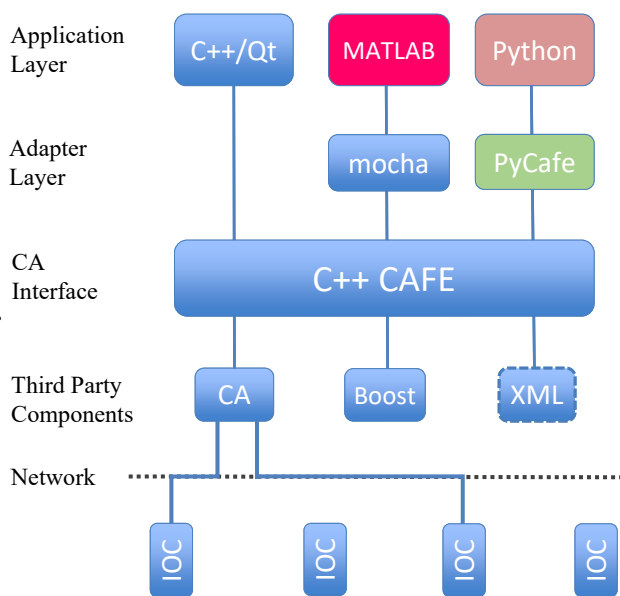 Application
Layer
C++/Qt
MATLAB
Python
Adapter
Layer
mocha
PyCafe
CA
Interface
C++ CAFE
Third Party
Components
CA
Boost
XML
Network
IOC
IOC
IOC
IOC